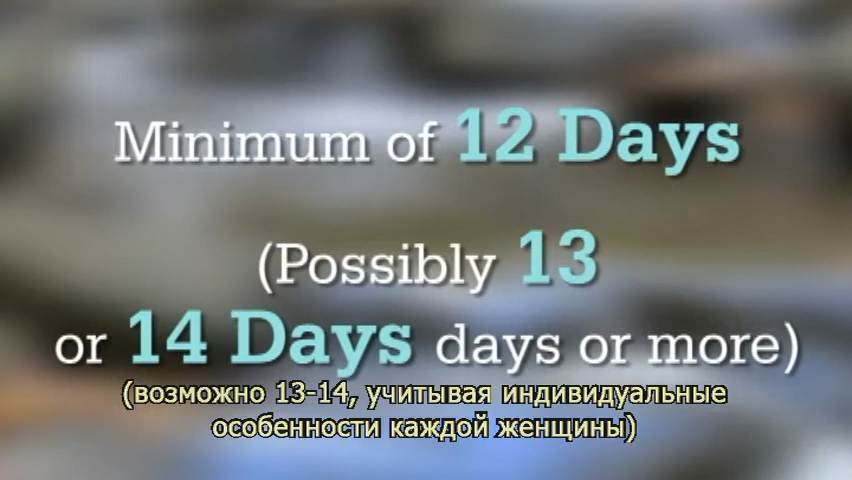 Minimum of 12 Days
(Possibly 13
or 14 Days days or more)
(возможно 13-14, учитывая индивидуальные
особенности каждой женщины)